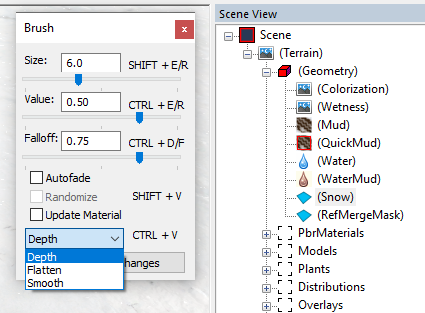 Brush
x
Size: 6.0 SHIFT + E/R
Value: 0.50 CTRL + E/R
Falloff: 0.75 CTRL + D/F
Autofade
Randomize SHIFT + V
Update Material
Depth CTRL + V
Depth
Flatten
Smooth
hanges
Scene View
Scene
(Terrain)
(Geometry)
(Colorization)
(Wetness)
(Mud)
(QuickMud)
(Water)
(WaterMud)
(Snow)
(RefMergeMask)
PbrMaterials
Models
Plants
Distributions
Overlays